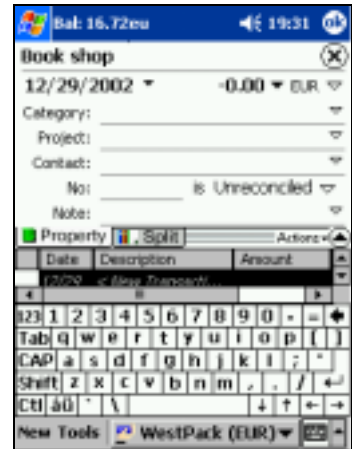 Bal: 16.72eu 19:31 ok
Book shop
12/29/2002 -0.00 EUR
Category:
Project:
Contact:
No: is Unreconciled
Note:
Property , Split Actions
Date Description Amount
12/29 < New Transacti...
123 1 2 3 4 5 6 7 8 9 0 - =
Tab q w e r t y u i o p [ ]
CAP a s d f g h j k l ; '
Shift z x c v b n m , . /
Ctl áü ` \
New Tools WestPack (EUR)